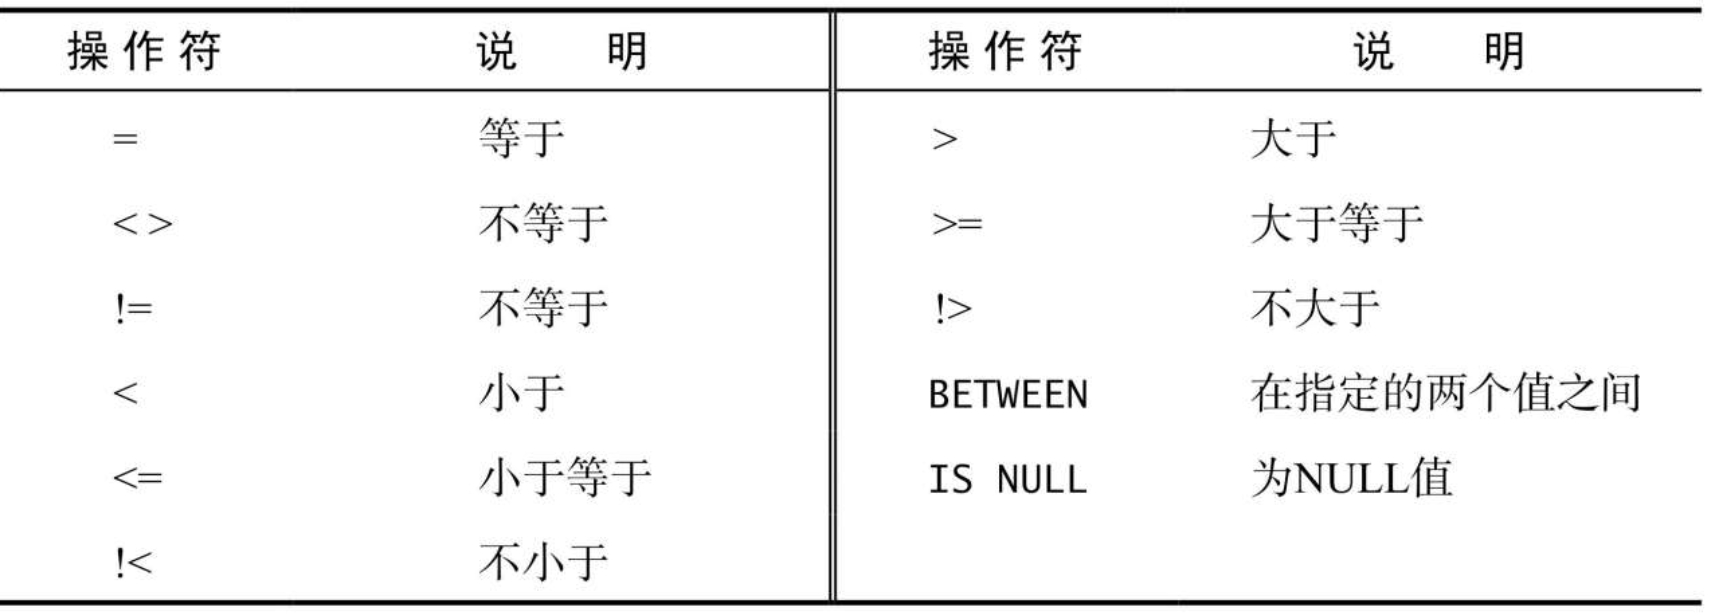 操作符 说 明 操作符 说 明
= 等于 > 大于
< > 不等于 >= 大于等于
!= 不等于 !> 不大于
< 小于 BETWEEN 在指定的两个值之间
<= 小于等于 IS NULL 为NULL值
!< 不小于